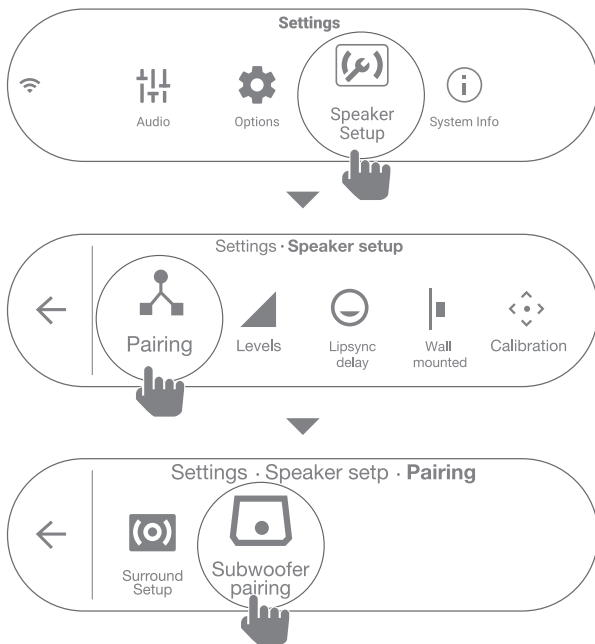 Settings
Audio
Options
Speaker
Setup
System Info
Settings · Speaker setup
Pairing
Levels
Lipsync
delay
Wall
mounted
Calibration
Settings · Speaker setp · Pairing
Surround
Setup
Subwoofer
pairing